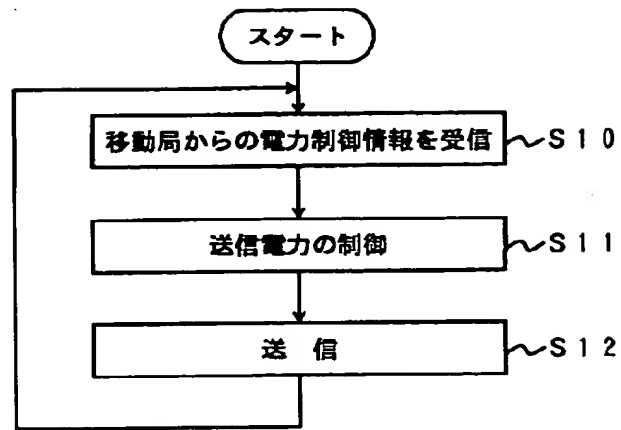 スタート
移動局からの電力制御情報を受信
S10
送信電力の制御
S11
送 信
S12